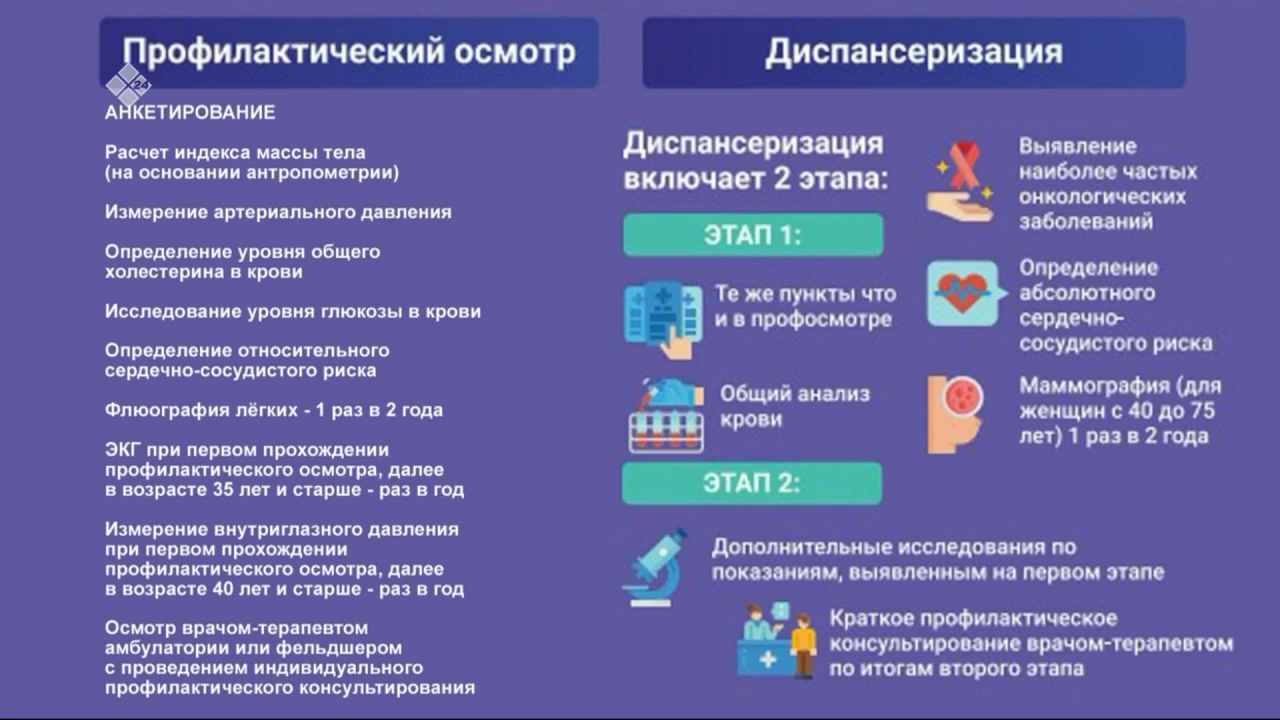 Профилактический осмотр
АНКЕТИРОВАНИЕ
Расчет индекса массы тела
(на основании антропометрии)
Измерение артериального давления
Определение уровня общего
холестерина в крови
Исследование уровня глюкозы в крови
Определение относительного
сердечно-сосудистого риска
Флюография лёгких - 1 раз в 2 года
ЭКГ при первом прохождении
профилактического осмотра, далее
в возрасте 35 лет и старше - раз в год
Измерение внутриглазного давления
при первом прохождении
профилактического осмотра, далее
в возрасте 40 лет и старше - раз в год
Осмотр врачом-терапевтом
амбулатории или фельдшером
с проведением индивидуального
профилактического консультирования
Диспансеризация
Диспансеризация
включает 2 этапа:
ЭТАП 1:
Те же пункты что
и в профосмотре
Общий анализ
крови
Выявление
наиболее частых
онкологических
заболеваний
Определение
абсолютного
сердечно-
сосудистого риска
Маммография (для
женщин с 40 до 75
лет) 1 раз в 2 года
ЭТАП 2:
Дополнительные исследования по
показаниям, выявленным на первом этапе
Краткое профилактическое
консультирование врачом-терапевтом
по итогам второго этапа